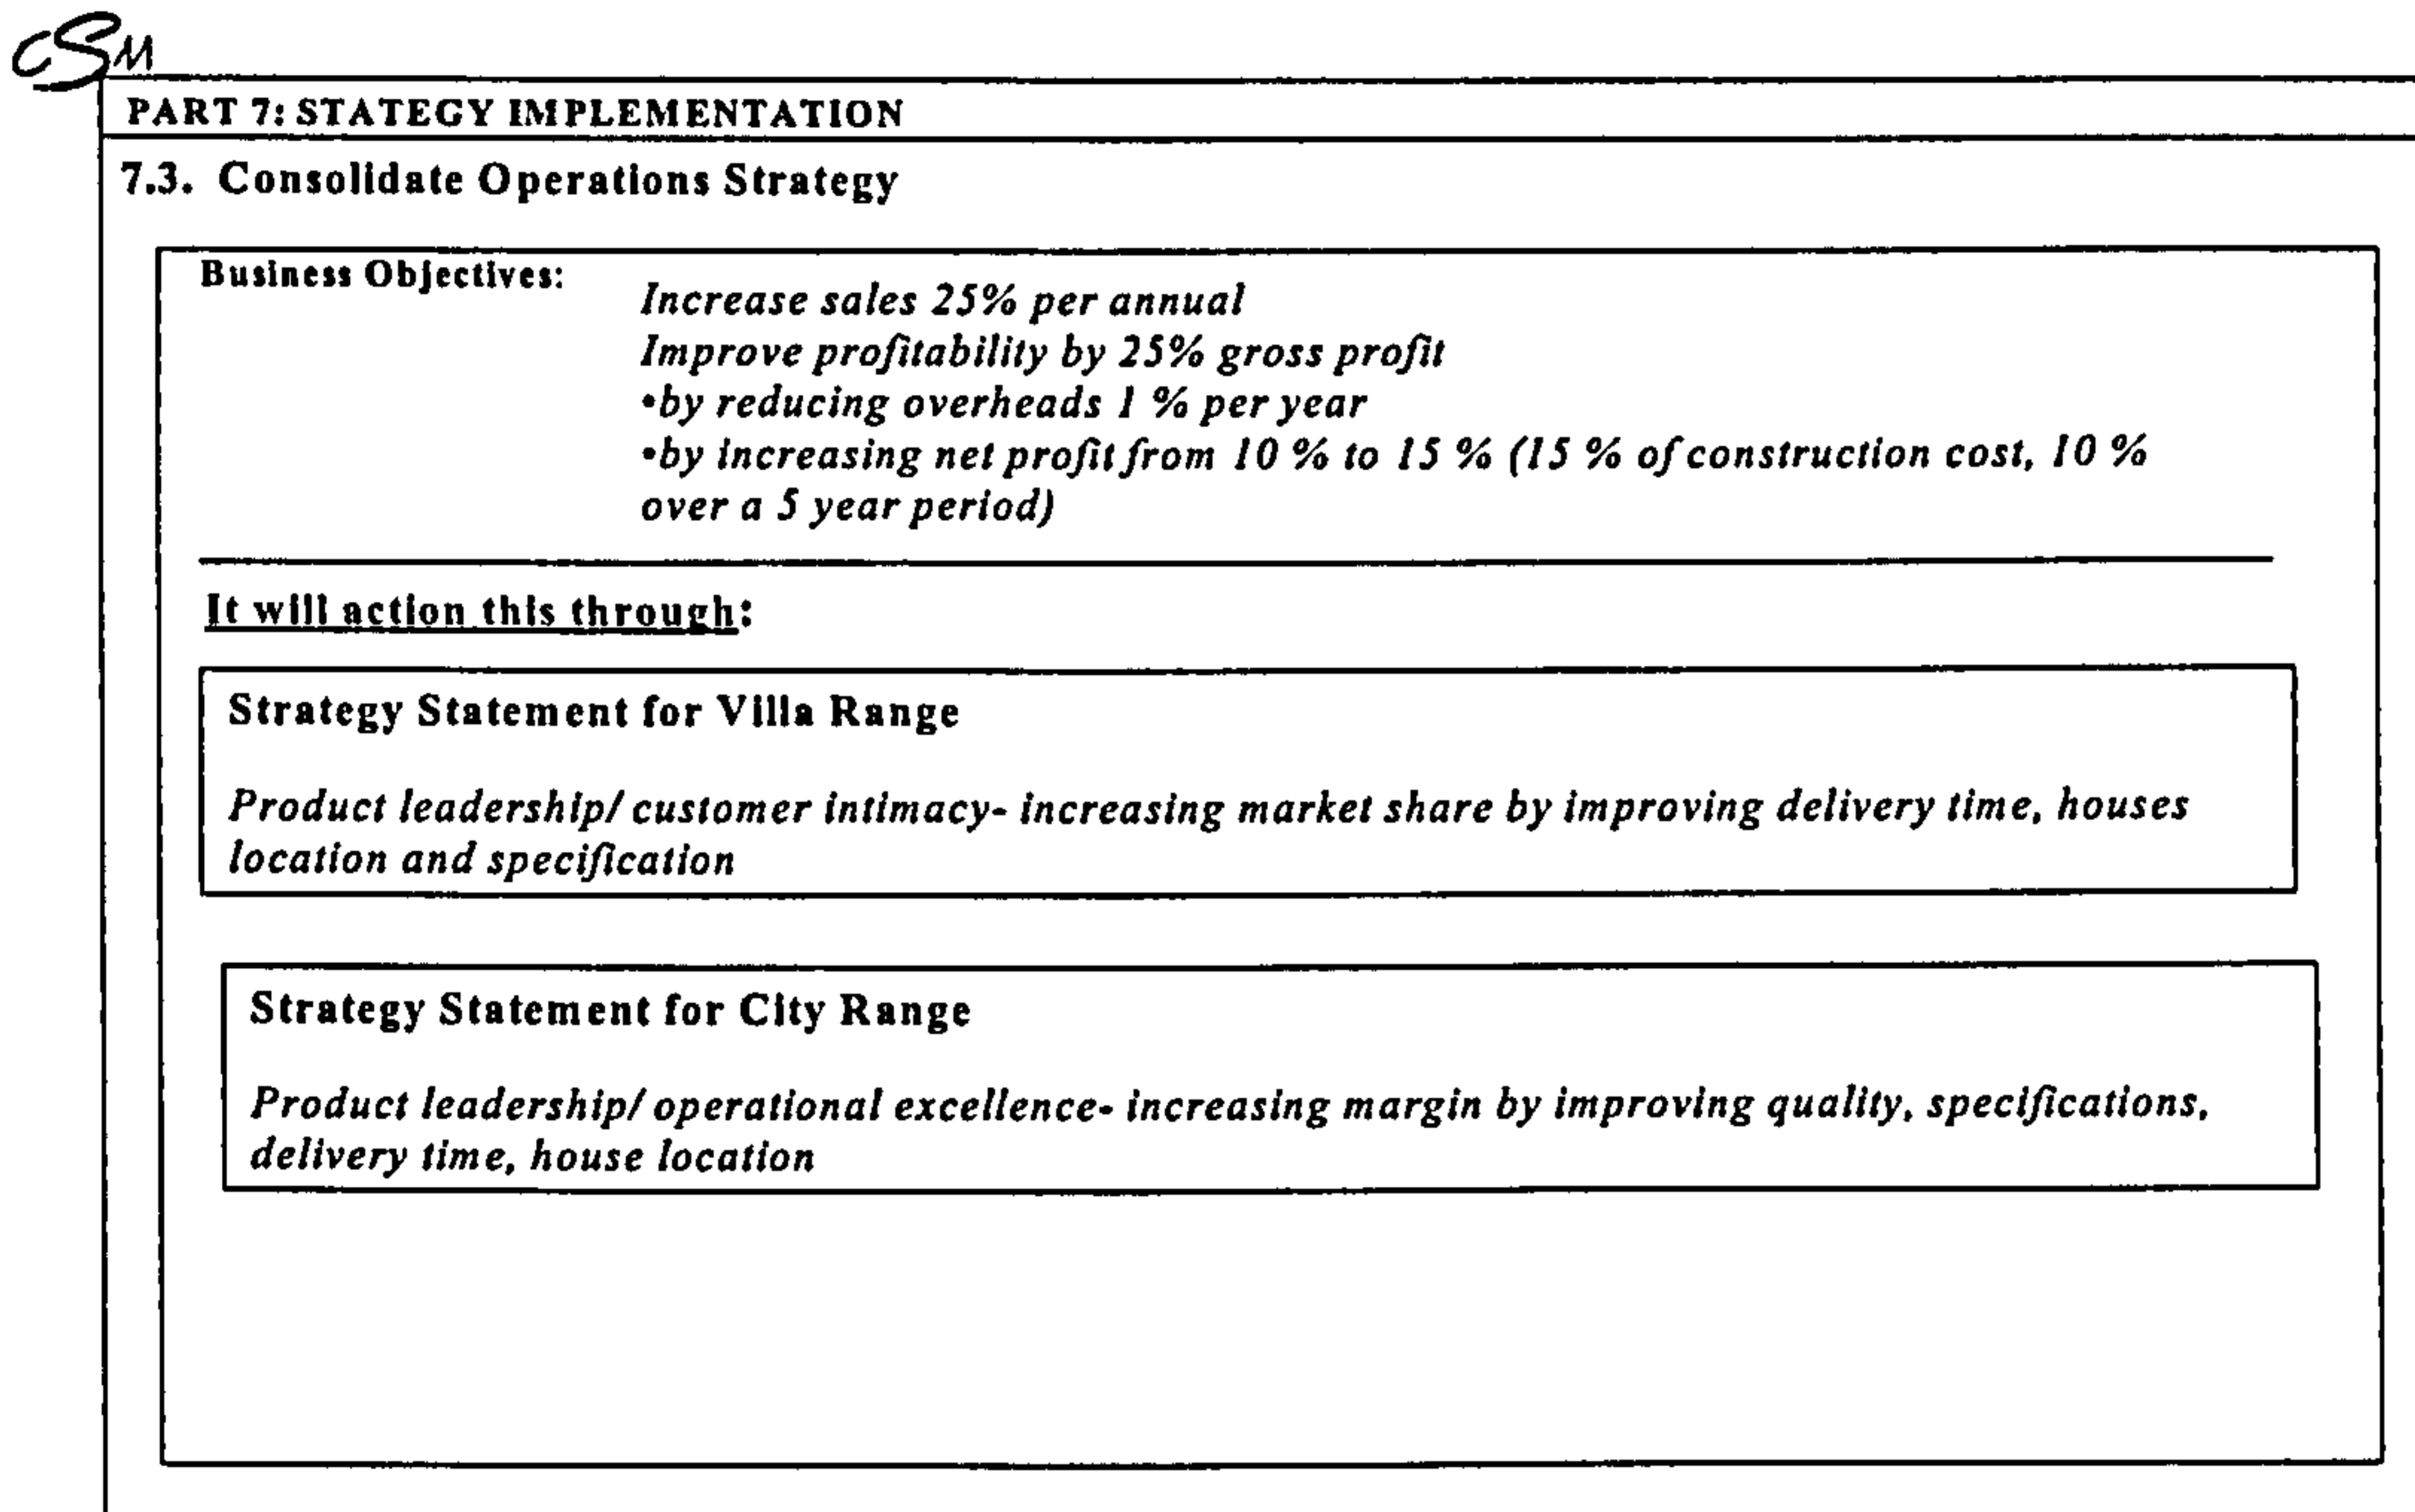 CSM
PART 7: STATEGY IMPLEMENTATION
7.3. Consolidate Operations Strategy
Business Objectives:
Increase sales 25% per annual
Improve profitability by 25% gross profit
•by reducing overheads 1 % per year
•by increasing net profit from 10 % to 15 % (15 % of construction cost, 10 %
over a 5 year period)
It will action this through:
Strategy Statement for Villa Range
Product leadership/ customer intimacy- increasing market share by improving delivery time, houses
location and specification
Strategy Statement for City Range
Product leadership/ operational excellence- increasing margin by improving quality, specifications,
delivery time, house location